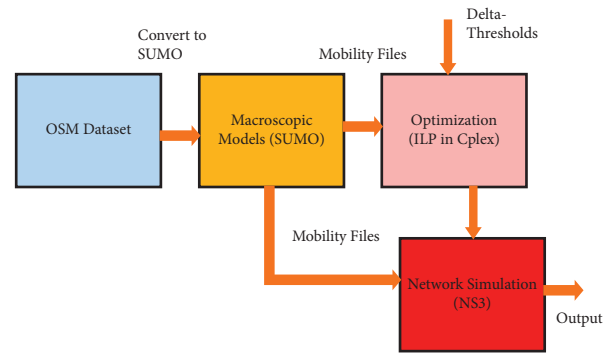 Delta-
Thresholds
Convert to
SUMO
Mobility Files
OSM Dataset
Macroscopic
Models (SUMO)
Optimization
(ILP in Cplex)
Mobility Files
Network Simulation
(NS3)
Output